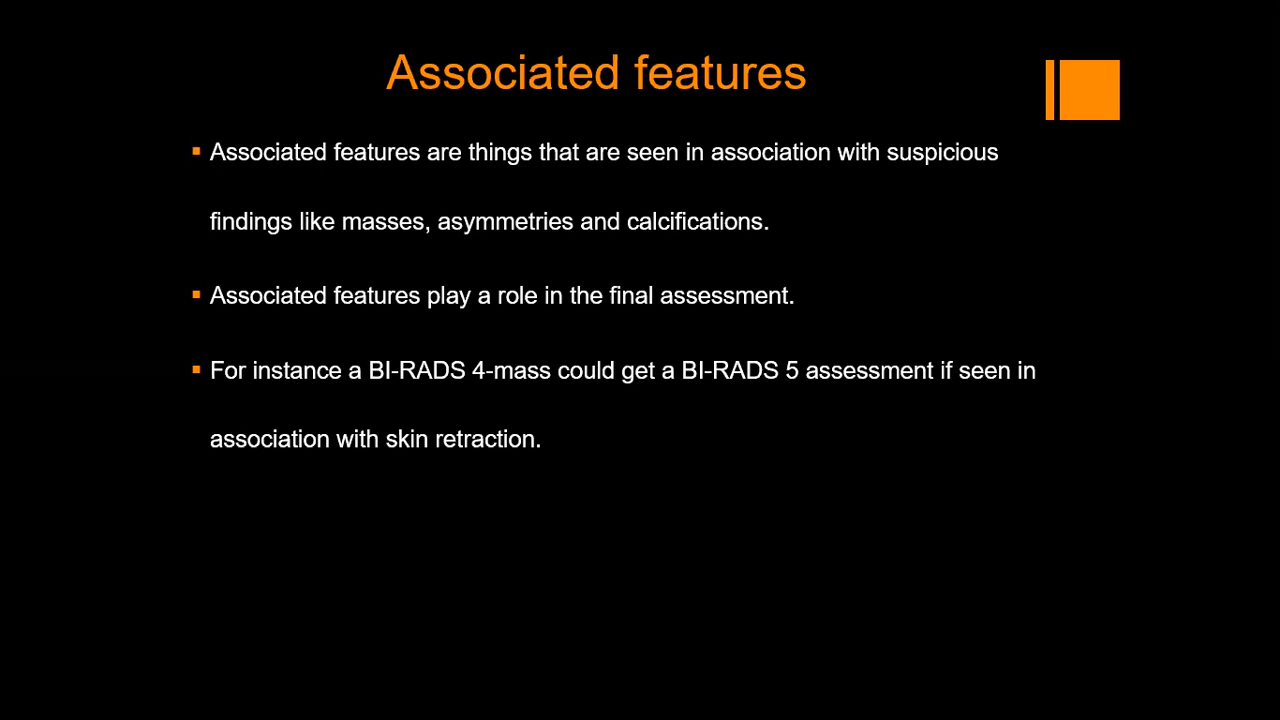 Associated features
▪ Associated features are things that are seen in association with suspicious
findings like masses, asymmetries and calcifications.
▪ Associated features play a role in the final assessment.
▪ For instance a BI-RADS 4-mass could get a BI-RADS 5 assessment if seen in
association with skin retraction.